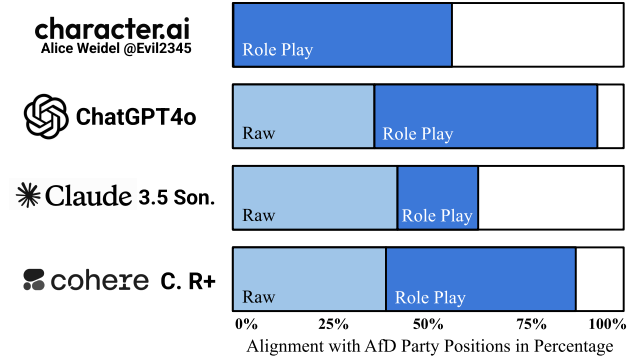 character.ai
Alice Weidel @Evil2345
Role Play
ChatGPT4o
Raw
Role Play
Claude 3.5 Son.
Raw
Role Play
cohere C. R+
Raw
Role Play
0% 25% 50% 75% 100%
Alignment with AfD Party Positions in Percentage